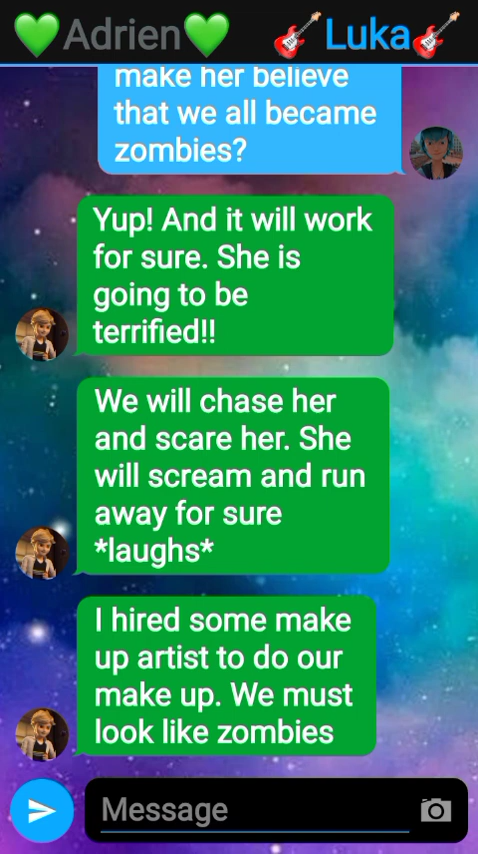 💚Adrien💚 🎸Luka🎸
make her believe
that we all became
zombies?
Yup! And it will work
for sure. She is
going to be
terrified!!
We will chase her
and scare her. She
will scream and run
away for sure
*laughs*
I hired some make
up artist to do our
make up. We must
look like zombies
Message